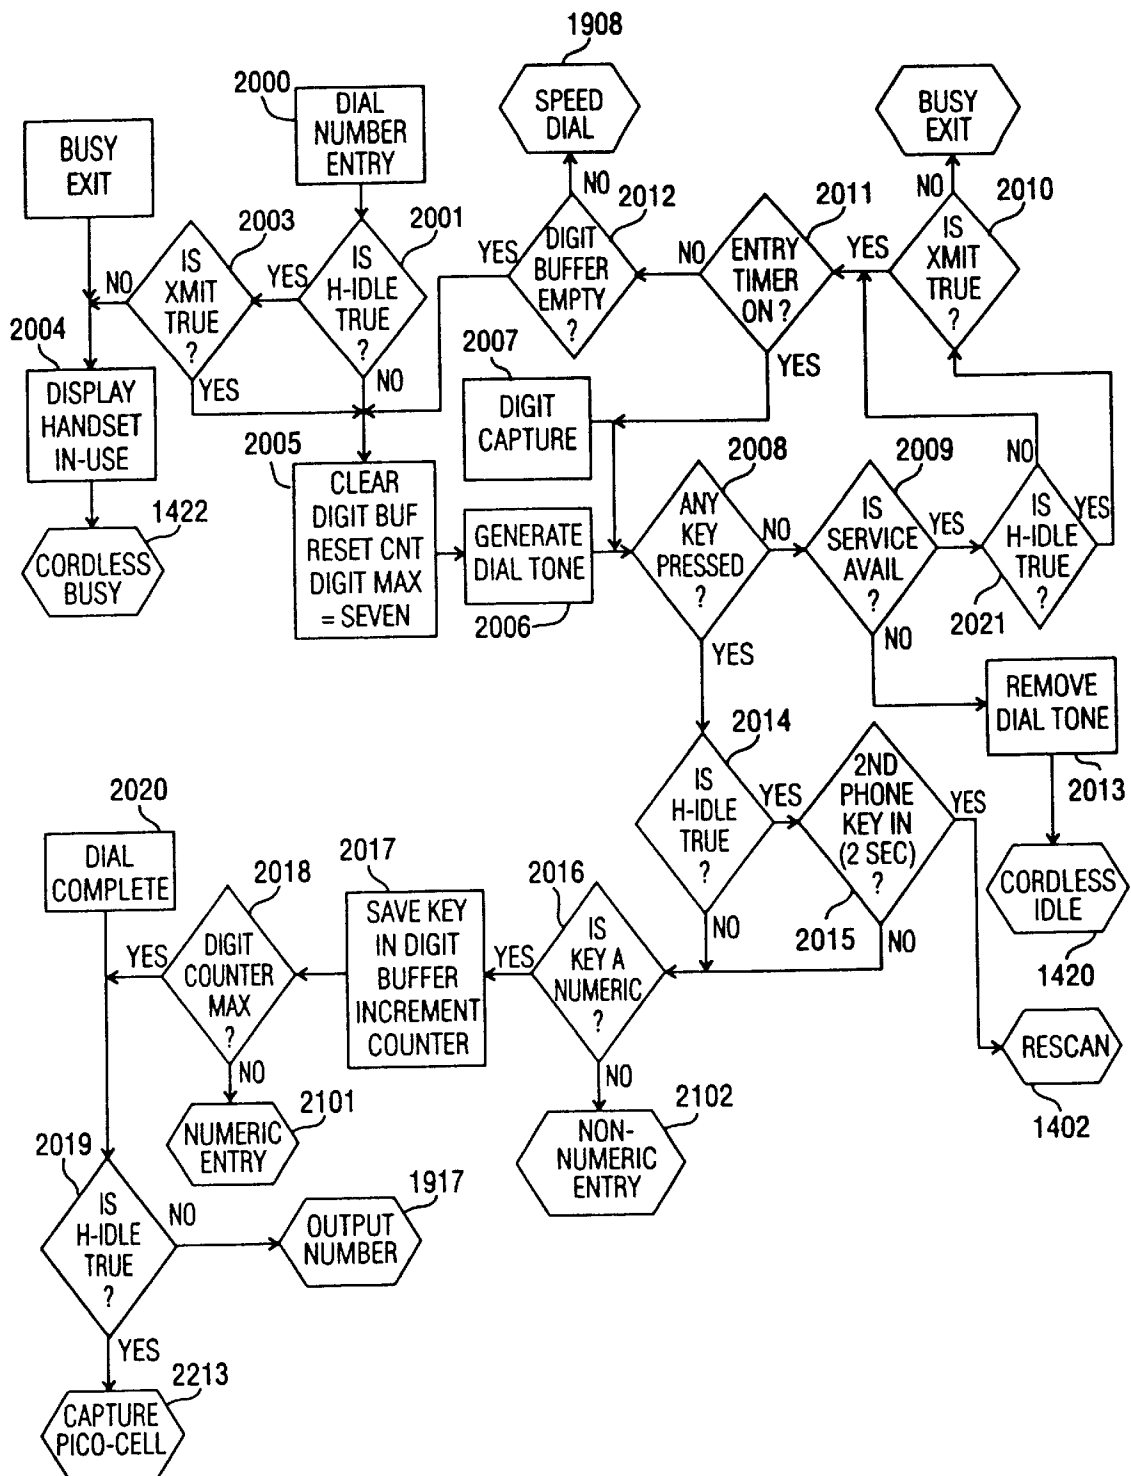 1908
SPEED
DIAL
BUSY
EXIT
2000
DIAL
NUMBER
ENTRY
BUSY
EXIT
NO
2012
2011
NO
2010
2003
2001
IS
XMIT
TRUE
?
NO
YES
IS
H-IDLE
TRUE
?
YES
DIGIT
BUFFER
EMPTY
?
NO
ENTRY
TIMER
ON ?
YES
IS
XMIT
TRUE
?
2004
YES
NO
2007
YES
DISPLAY
HANDSET
IN-USE
DIGIT
CAPTURE
2005
CLEAR
DIGIT BUF
RESET CNT
DIGIT MAX
= SEVEN
2008
2009
NO
1422
CORDLESS
BUSY
GENERATE
DIAL TONE
2006
ANY
KEY
PRESSED
?
NO
IS
SERVICE
AVAIL
?
YES
IS
H-IDLE
TRUE
?
YES
2021
YES
NO
REMOVE
DIAL TONE
2013
2014
IS
H-IDLE
TRUE
?
YES
2ND
PHONE
KEY IN
(2 SEC)
?
YES
2015
NO
NO
CORDLESS
IDLE
1420
2020
DIAL
COMPLETE
2018
2017
2016
YES
DIGIT
COUNTER
MAX
?
SAVE KEY
IN DIGIT
BUFFER
INCREMENT
COUNTER
YES
IS
KEY A
NUMERIC
?
RESCAN
1402
NO
NO
2101
NUMERIC
ENTRY
2102
NON-
NUMERIC
ENTRY
2019
IS
H-IDLE
TRUE
?
NO
1917
OUTPUT
NUMBER
YES
2213
CAPTURE
PICO-CELL